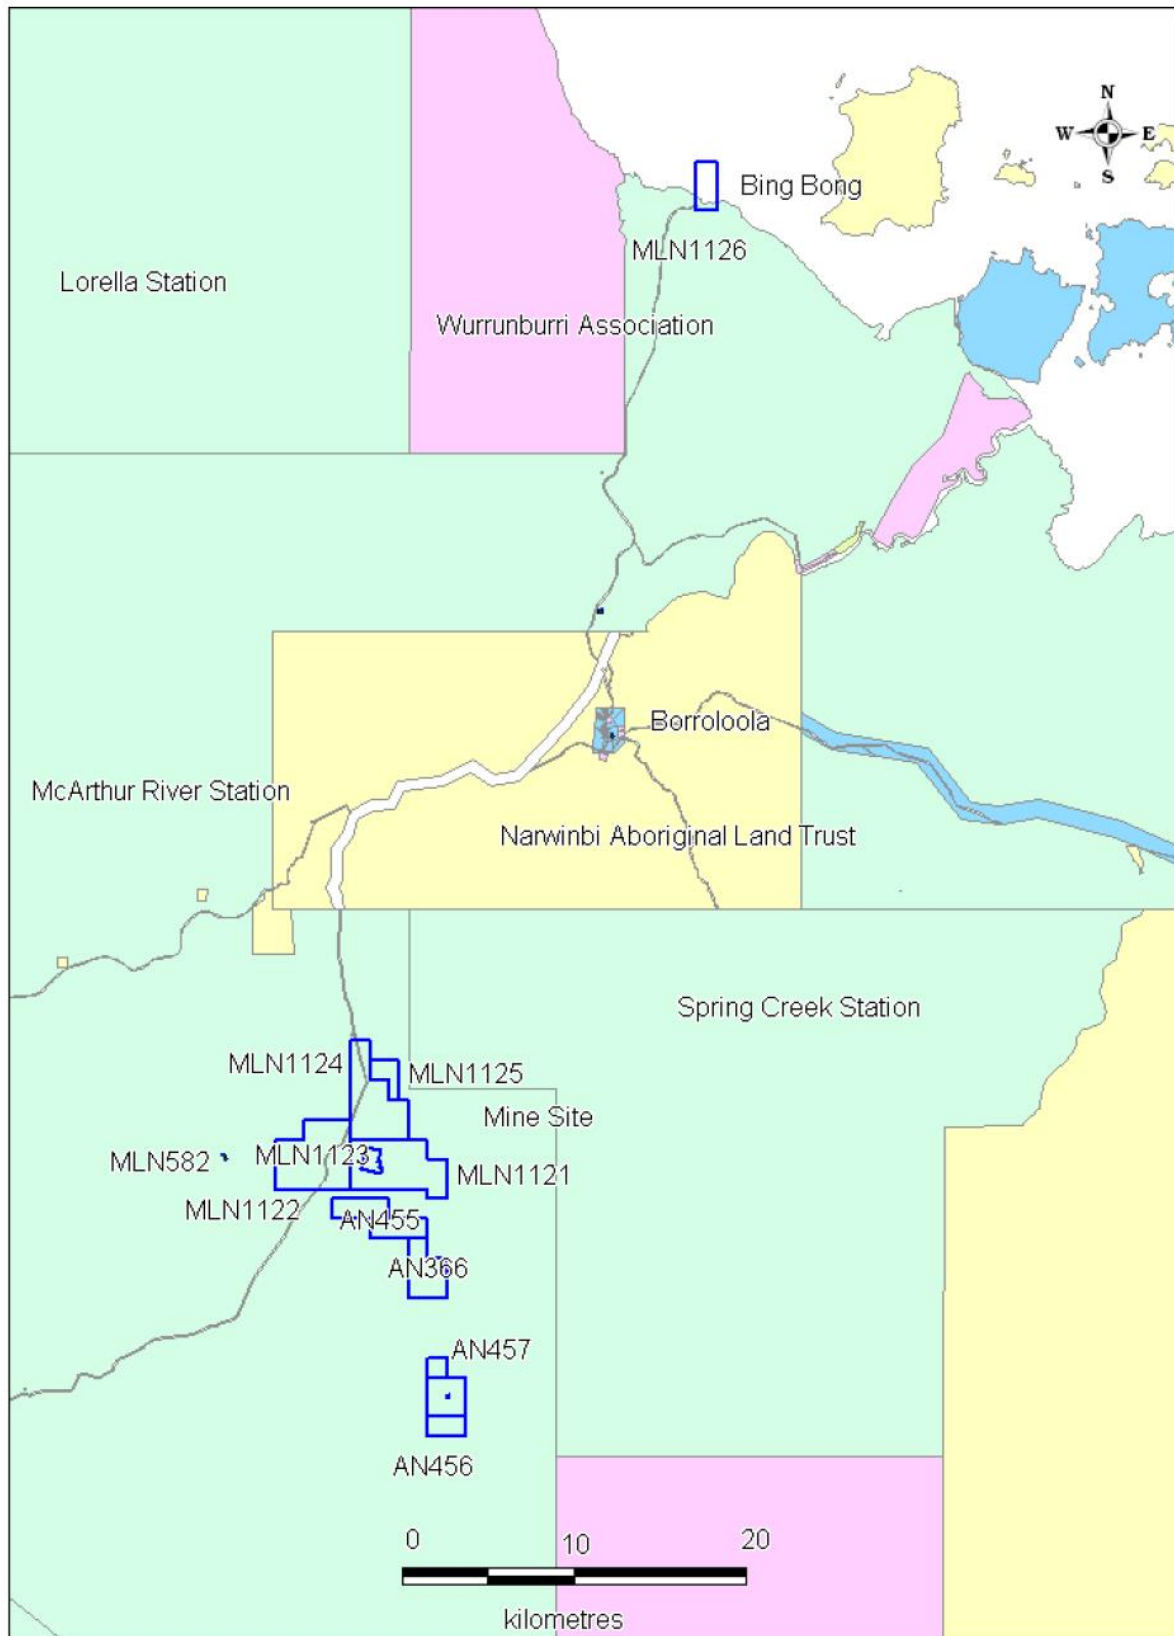 N
W E
S
Bing Bong
MLN1126
Lorella Station
Wurrunburri Association
Borroloola
McArthur River Station
Narwinbi Aboriginal Land Trust
Spring Creek Station
MLN1124
MLN1125
Mine Site
MLN582
MLN1123
MLN1121
MLN1122
AN455
AN366
AN457
AN456
0 10 20
kilometres